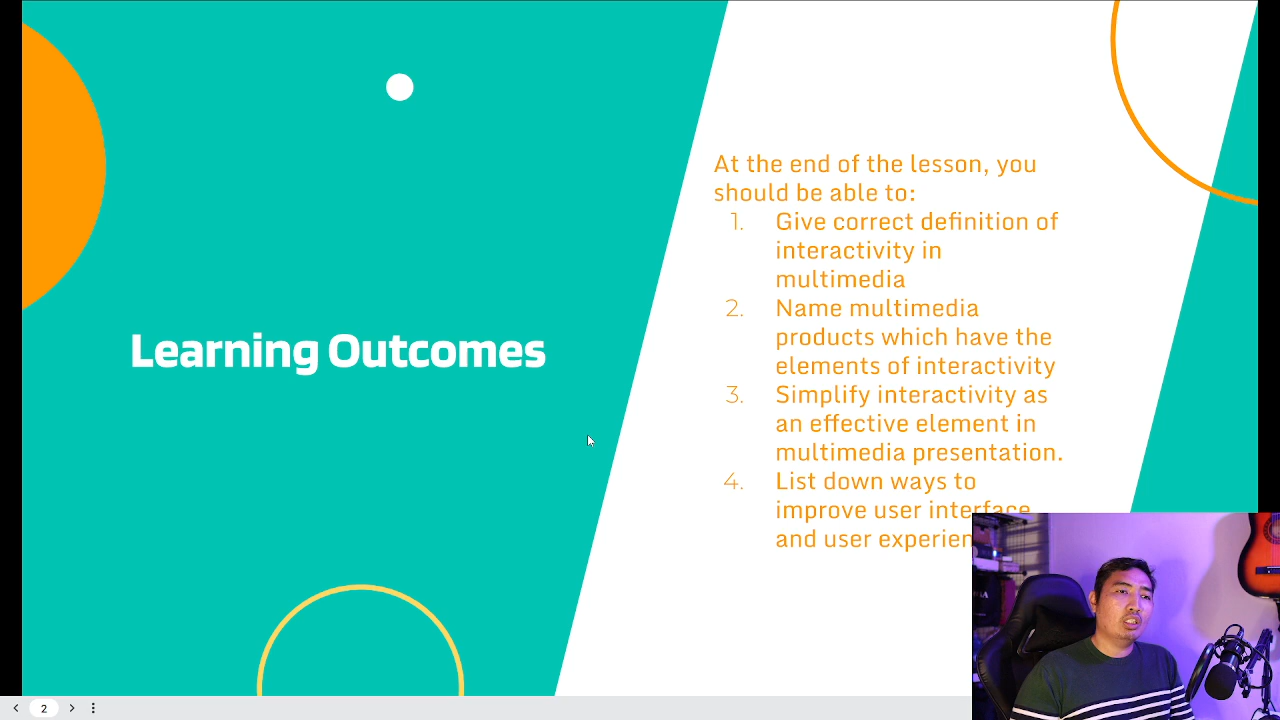 Learning Outcomes
At the end of the lesson, you
should be able to:
1. Give correct definition of
interactivity in
multimedia
2. Name multimedia
products which have the
elements of interactivity
3. Simplify interactivity as
an effective element in
multimedia presentation.
4. List down ways to
improve user interface
and user
2